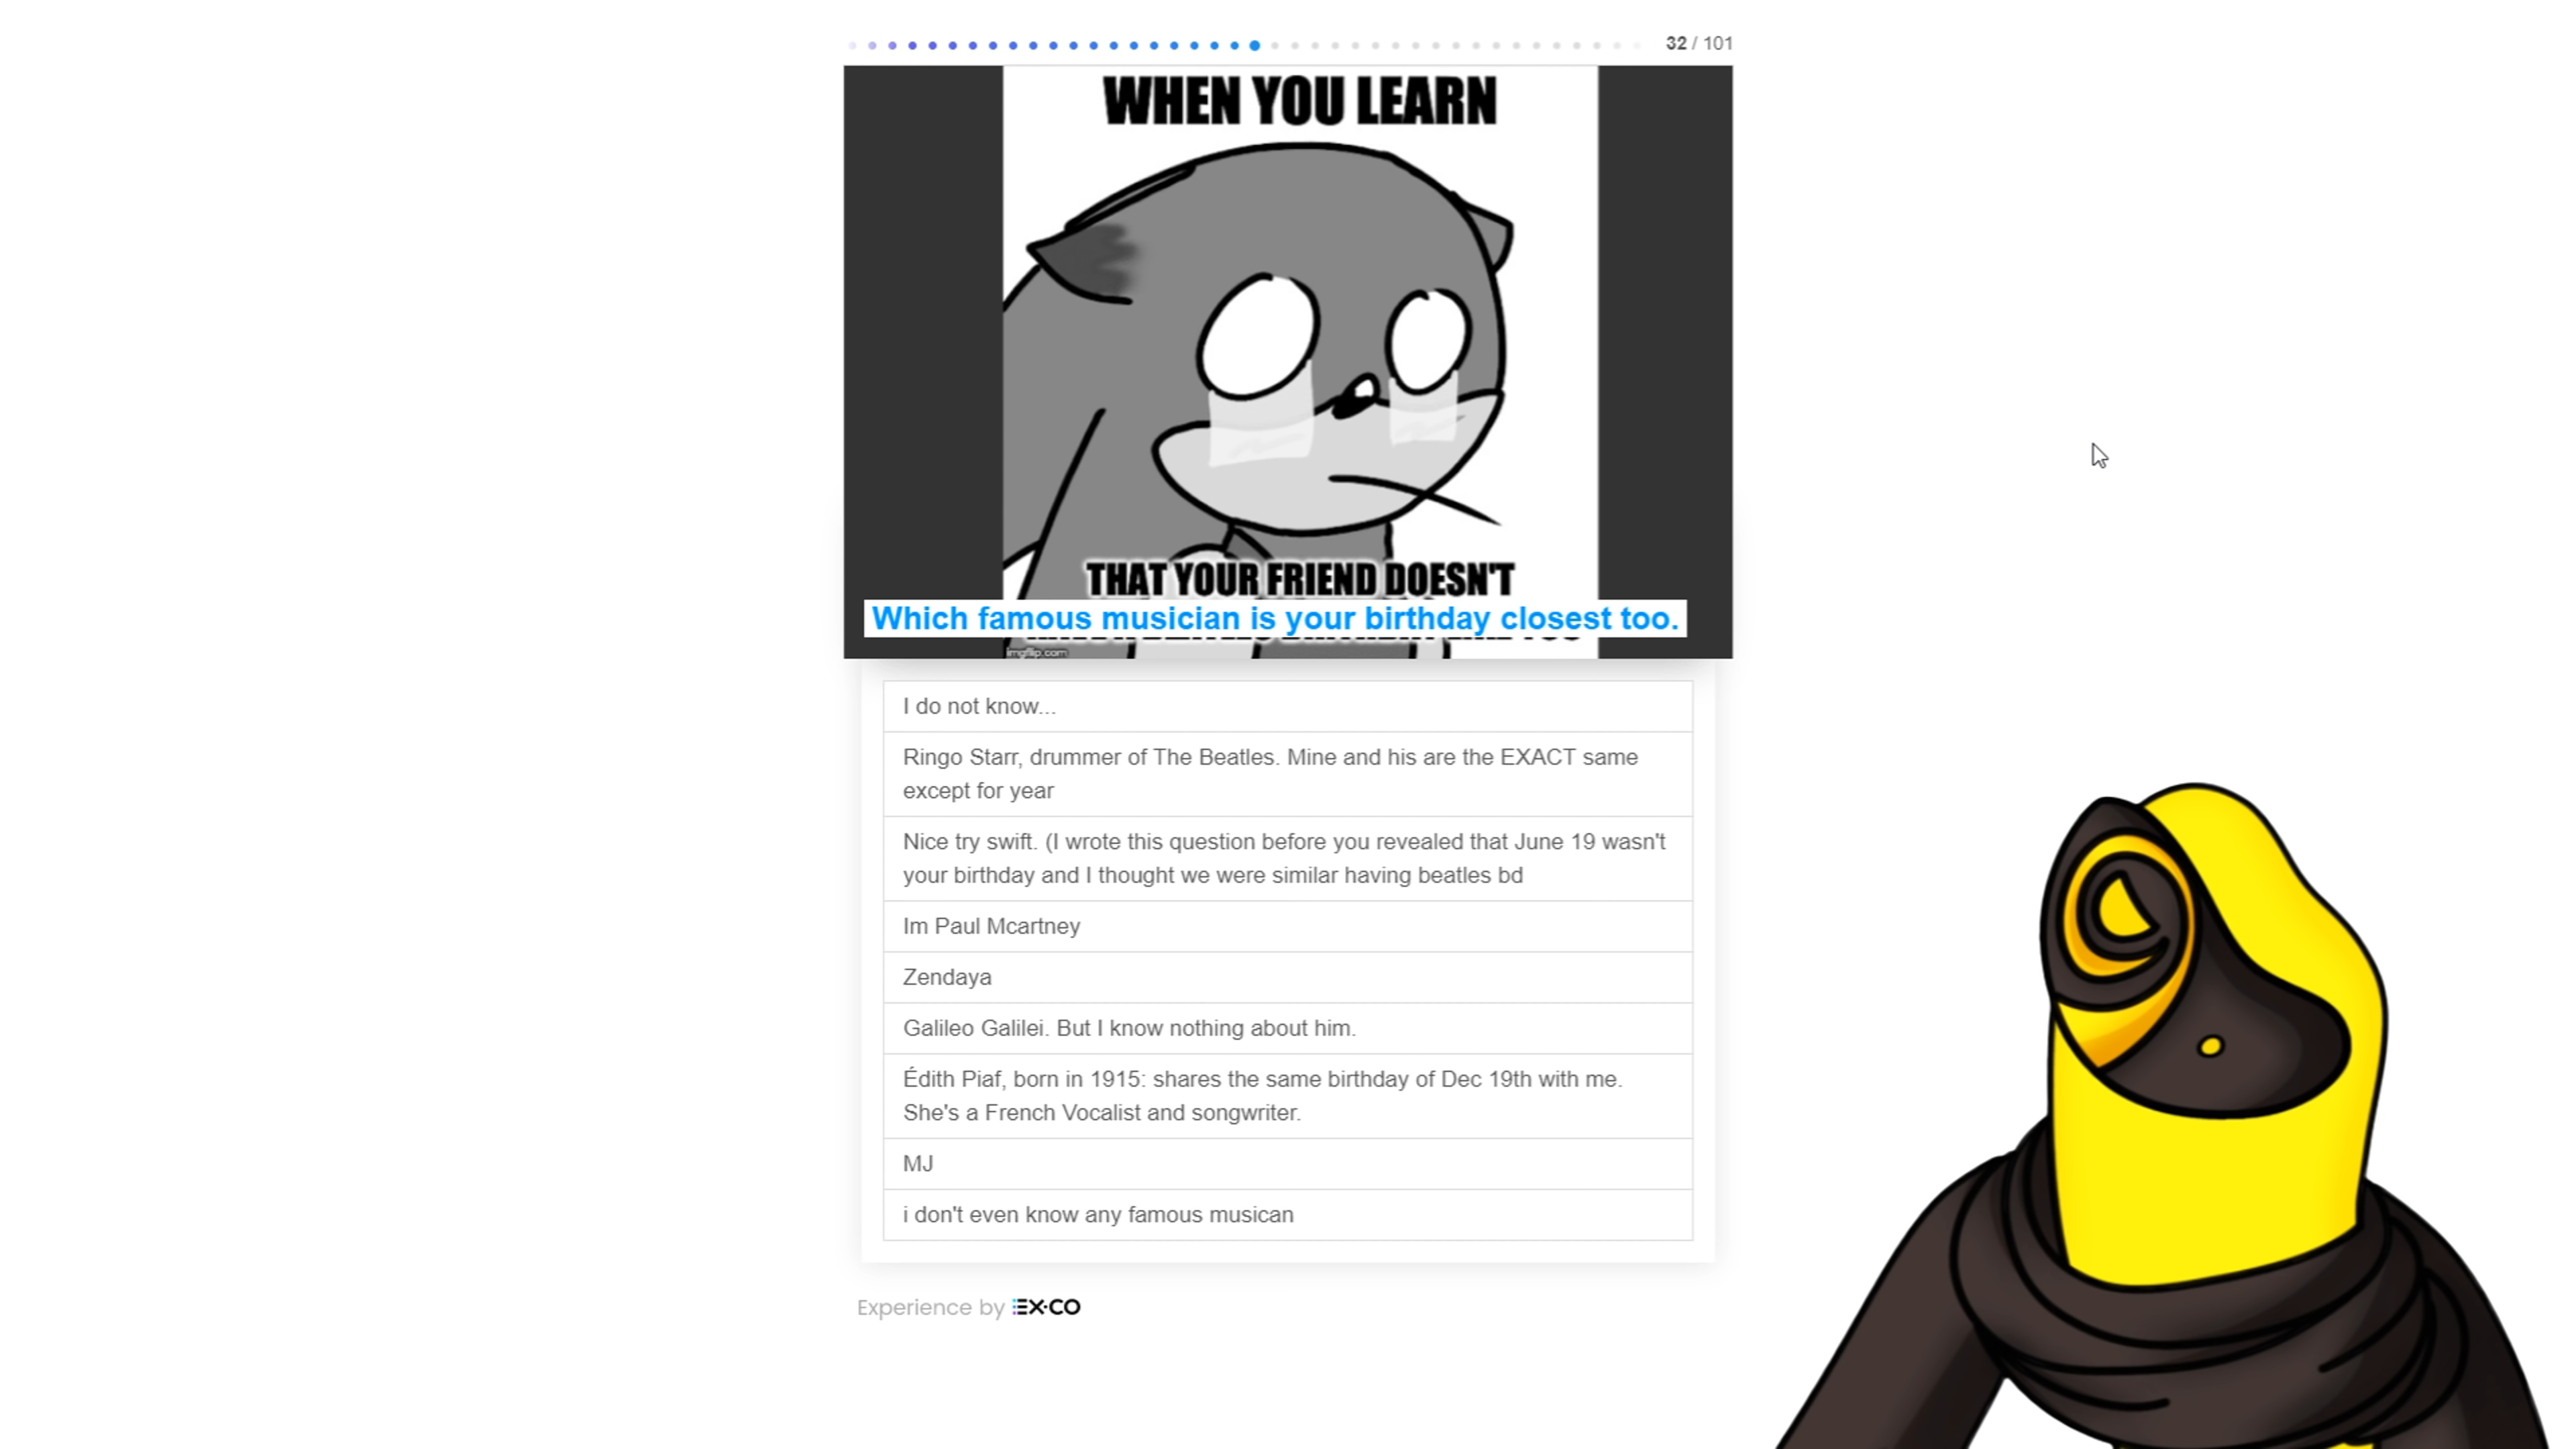 32 / 101
WHEN YOU LEARN
THAT YOUR FRIEND DOESN'T
Which famous musician is your birthday closest too.
imgflip.com
I do not know...
Ringo Starr, drummer of The Beatles. Mine and his are the EXACT same
except for year
Nice try swift. (I wrote this question before you revealed that June 19 wasn't
your birthday and I thought we were similar having beatles bd
Im Paul Mcartney
Zendaya
Galileo Galilei. But I know nothing about him.
Édith Piaf, born in 1915: shares the same birthday of Dec 19th with me.
She's a French Vocalist and songwriter.
MJ
i don't even know any famous musican
Experience by EX·CO